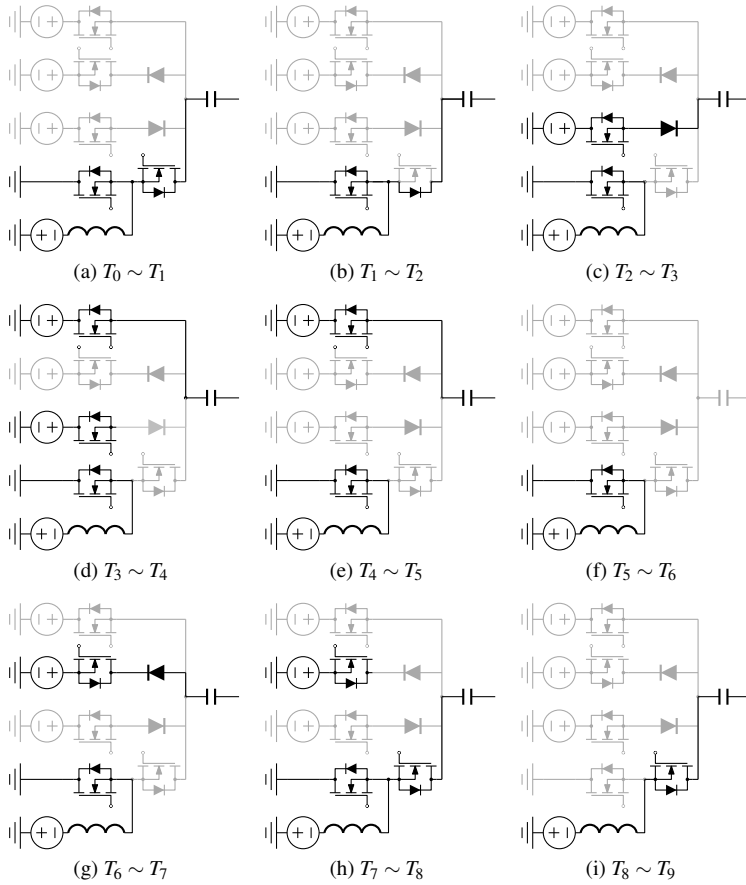 (a) T₀ ∼ T₁
(b) T₁ ∼ T₂
(c) T₂ ∼ T₃
(d) T₃ ∼ T₄
(e) T₄ ∼ T₅
(f) T₅ ∼ T₆
(g) T₆ ∼ T₇
(h) T₇ ∼ T₈
(i) T₈ ∼ T₉